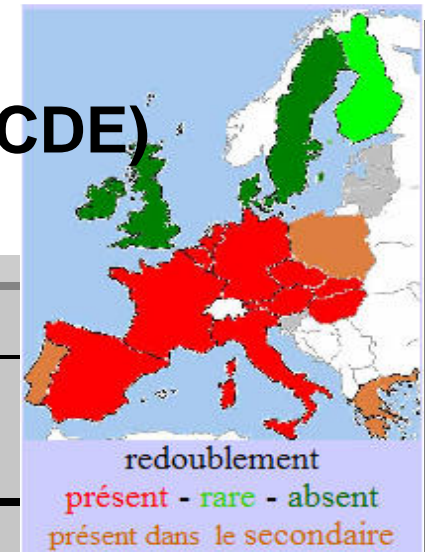 CDE)
redoublement
présent - rare - absent
présent dans le secondaire